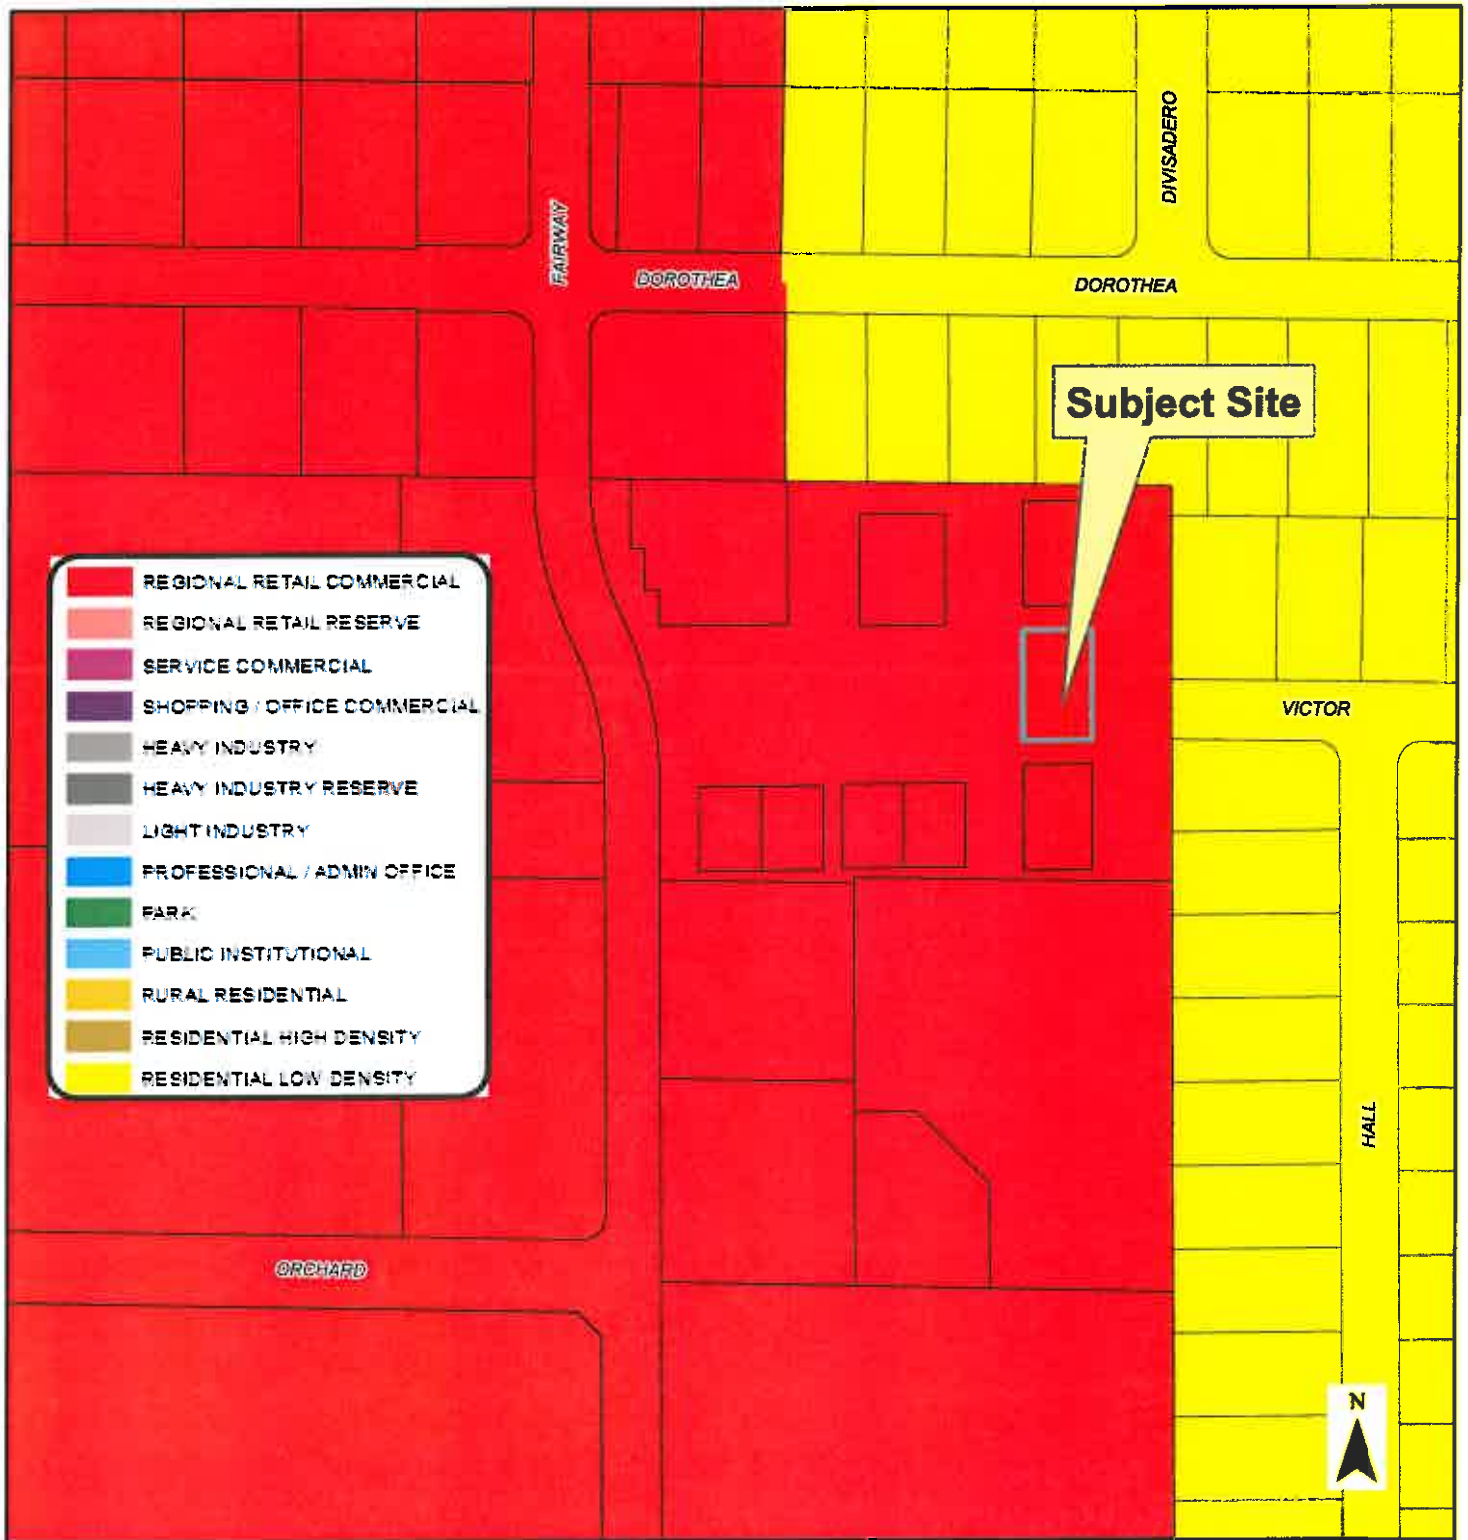 DIVISADERO
FAIRWAY
DOROTHEA
DOROTHEA
Subject Site
REGIONAL RETAIL COMMERCIAL
REGIONAL RETAIL RESERVE
SERVICE COMMERCIAL
SHOPPING / OFFICE COMMERCIAL
HEAVY INDUSTRY
HEAVY INDUSTRY RESERVE
LIGHT INDUSTRY
PROFESSIONAL / ADMIN OFFICE
PARK
PUBLIC INSTITUTIONAL
RURAL RESIDENTIAL
RESIDENTIAL HIGH DENSITY
RESIDENTIAL LOW DENSITY
VICTOR
HALL
ORCHARD
N